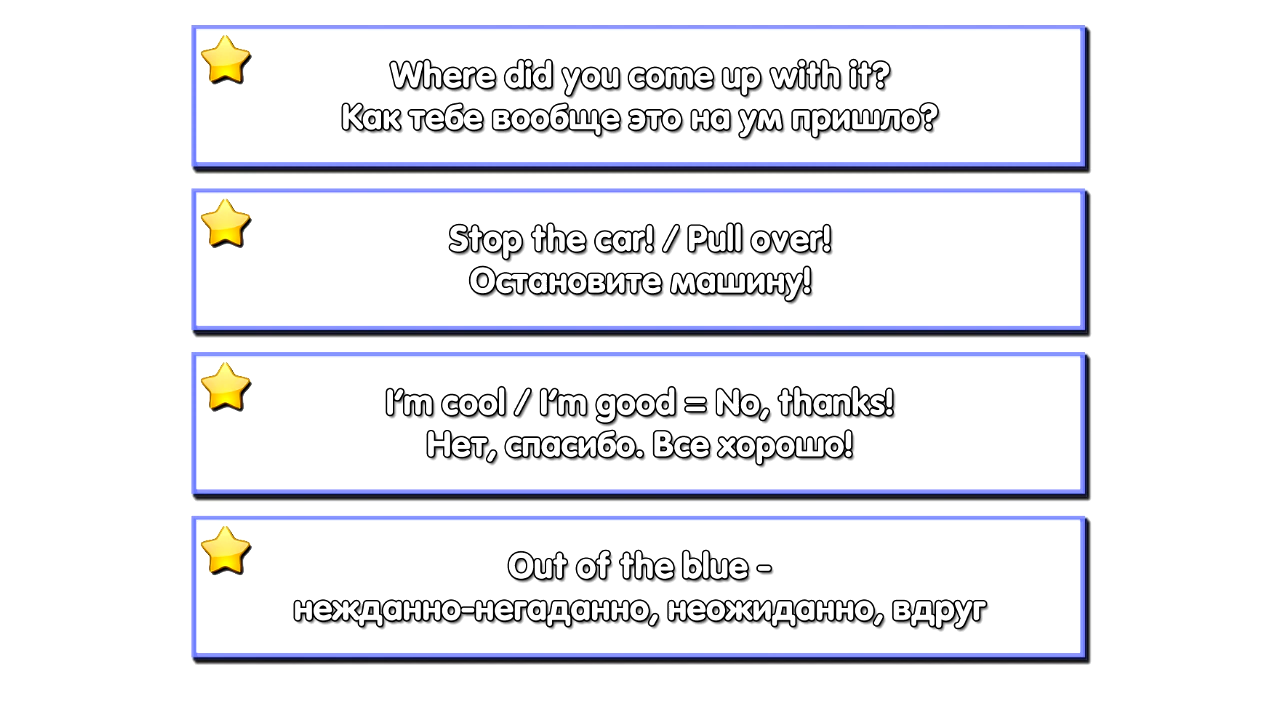 Where did you come up with it?
Как тебе вообще это на ум пришло?
Stop the car! / Pull over!
Остановите машину!
I'm cool / I'm good = No, thanks!
Нет, спасибо. Все хорошо!
Out of the blue -
нежданно-негаданно, неожиданно, вдруг